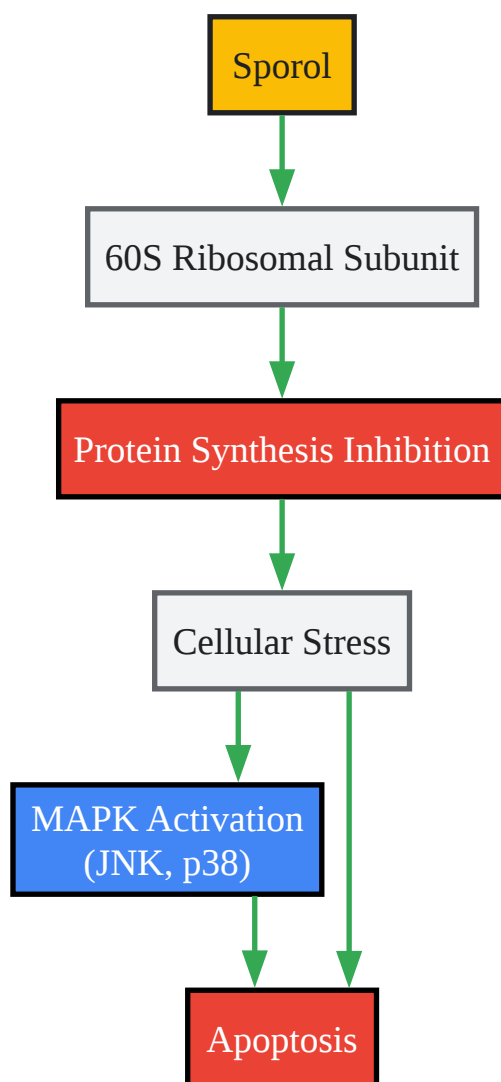 Sporol
60S Ribosomal Subunit
Protein Synthesis Inhibition
Cellular Stress
MAPK Activation
(JNK, p38)
Apoptosis